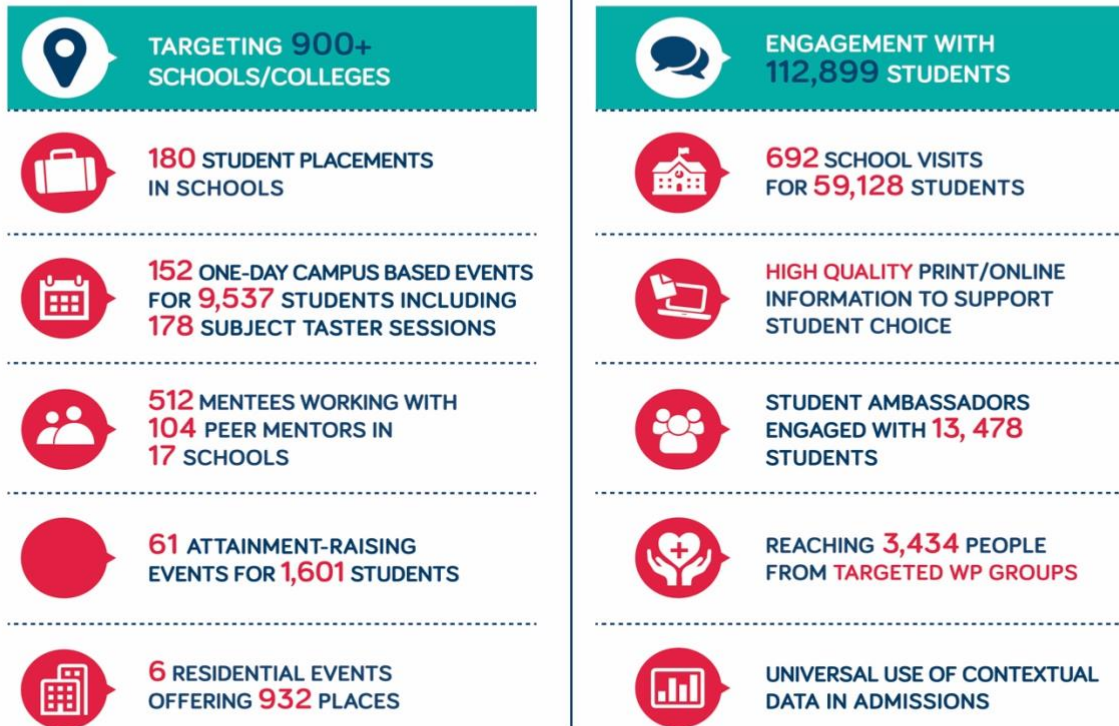 TARGETING 900+
SCHOOLS/COLLEGES
180 STUDENT PLACEMENTS
IN SCHOOLS
152 ONE-DAY CAMPUS BASED EVENTS
FOR 9,537 STUDENTS INCLUDING
178 SUBJECT TASTER SESSIONS
512 MENTEES WORKING WITH
104 PEER MENTORS IN
17 SCHOOLS
61 ATTAINMENT-RAISING
EVENTS FOR 1,601 STUDENTS
6 RESIDENTIAL EVENTS
OFFERING 932 PLACES
ENGAGEMENT WITH
112,899 STUDENTS
692 SCHOOL VISITS
FOR 59,128 STUDENTS
HIGH QUALITY PRINT/ONLINE
INFORMATION TO SUPPORT
STUDENT CHOICE
STUDENT AMBASSADORS
ENGAGED WITH 13, 478
STUDENTS
REACHING 3,434 PEOPLE
FROM TARGETED WP GROUPS
UNIVERSAL USE OF CONTEXTUAL
DATA IN ADMISSIONS